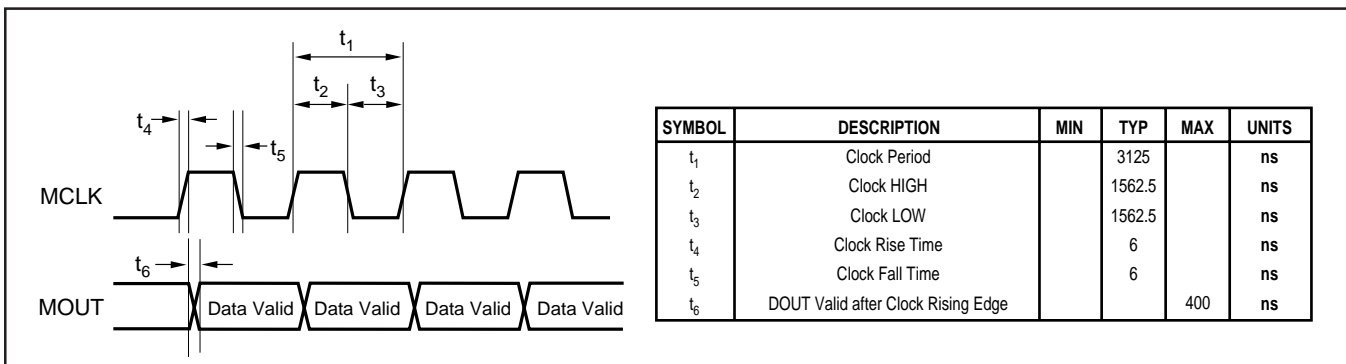 t1
t2 t3
t4
t5
MCLK
t6
MOUT Data Valid Data Valid Data Valid Data Valid
SYMBOL DESCRIPTION MIN TYP MAX UNITS
t1 Clock Period 3125 ns
t2 Clock HIGH 1562.5 ns
t3 Clock LOW 1562.5 ns
t4 Clock Rise Time 6 ns
t5 Clock Fall Time 6 ns
t6 DOUT Valid after Clock Rising Edge 400 ns